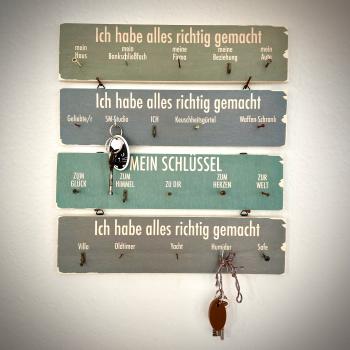 Ich habe alles richtig gemacht
mein Haus mein Bankschließfach meine Firma meine Beziehung mein Auto
Ich habe alles richtig gemacht
Geliebte/r SM-Studio ICH Keuschheitsgürtel Waffen-Schrank
MEIN SCHLÜSSEL
ZUM GLÜCK ZUM HIMMEL ZU DIR ZUM HERZEN ZUR WELT
Ich habe alles richtig gemacht
Villa Oldtimer Yacht Humidor Safe